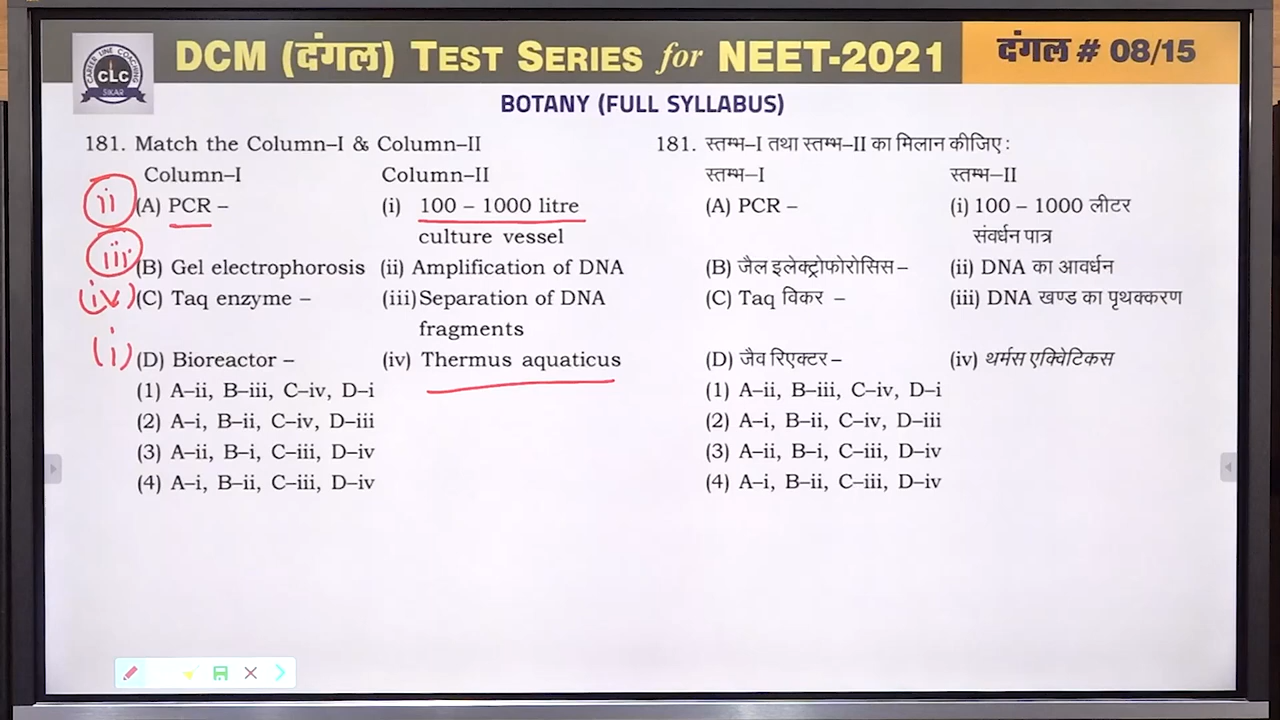 CAREER LINE COACHING
CLC
SIKAR
DCM (दंगल) TEST SERIES for NEET-2021
दंगल # 08/15
BOTANY (FULL SYLLABUS)
181. Match the Column–I & Column–II
Column–I Column–II
ii (A) PCR – (i) 100 – 1000 litre
culture vessel
iii (B) Gel electrophorosis (ii) Amplification of DNA
(iv) (C) Taq enzyme – (iii) Separation of DNA
fragments
(i) (D) Bioreactor – (iv) Thermus aquaticus
(1) A–ii, B–iii, C–iv, D–i
(2) A–i, B–ii, C–iv, D–iii
(3) A–ii, B–i, C–iii, D–iv
(4) A–i, B–ii, C–iii, D–iv
181. स्तम्भ–I तथा स्तम्भ–II का मिलान कीजिए :
स्तम्भ–I स्तम्भ–II
(A) PCR – (i) 100 – 1000 लीटर
संवर्धन पात्र
(B) जैल इलेक्ट्रोफोरोसिस – (ii) DNA का आवर्धन
(C) Taq विकर – (iii) DNA खण्ड का पृथक्करण
(D) जैव रिएक्टर – (iv) थर्मस एक्विटिकस
(1) A–ii, B–iii, C–iv, D–i
(2) A–i, B–ii, C–iv, D–iii
(3) A–ii, B–i, C–iii, D–iv
(4) A–i, B–ii, C–iii, D–iv